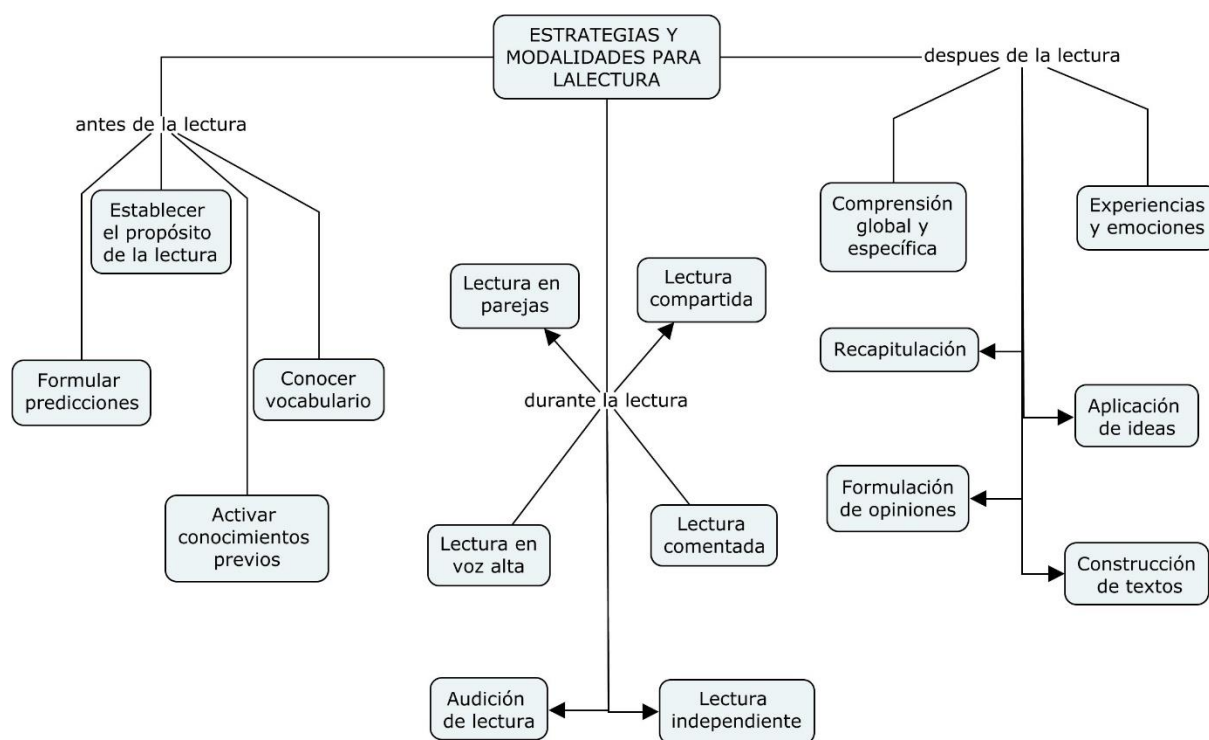 ESTRATEGIAS Y
MODALIDADES PARA
LALECTURA
antes de la lectura
Establecer
el propósito
de la lectura
Formular
predicciones
Conocer
vocabulario
Activar
conocimientos
previos
durante la lectura
Lectura en
parejas
Lectura
compartida
Lectura en
voz alta
Lectura
comentada
Audición
de lectura
Lectura
independiente
despues de la lectura
Comprensión
global y
específica
Experiencias
y emociones
Recapitulación
Aplicación
de ideas
Formulación
de opiniones
Construcción
de textos